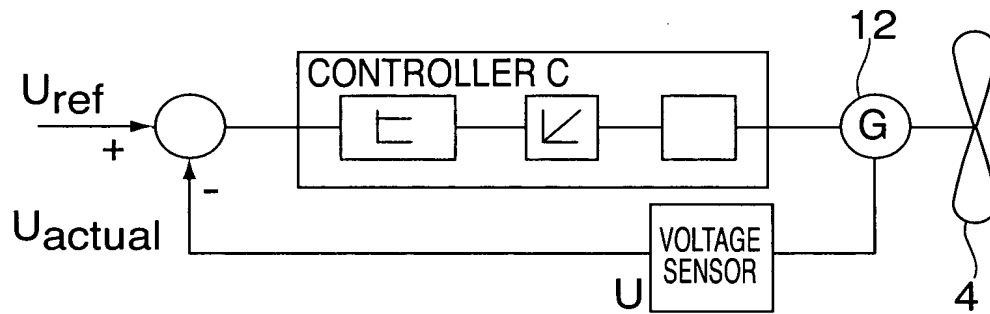 12
CONTROLLER C
Uref
+
G
-
Uactual
VOLTAGE
SENSOR
U
4